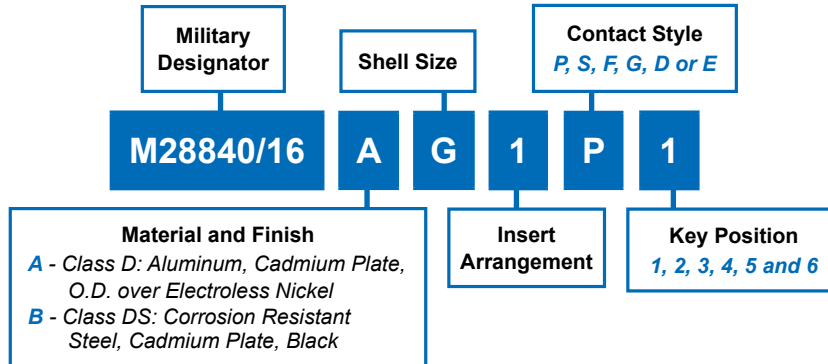 Military
Designator
Shell Size
Contact Style
P, S, F, G, D or E
M28840/16 A G 1 P 1
Material and Finish
A - Class D: Aluminum, Cadmium Plate,
O.D. over Electroless Nickel
B - Class DS: Corrosion Resistant
Steel, Cadmium Plate, Black
Insert
Arrangement
Key Position
1, 2, 3, 4, 5 and 6